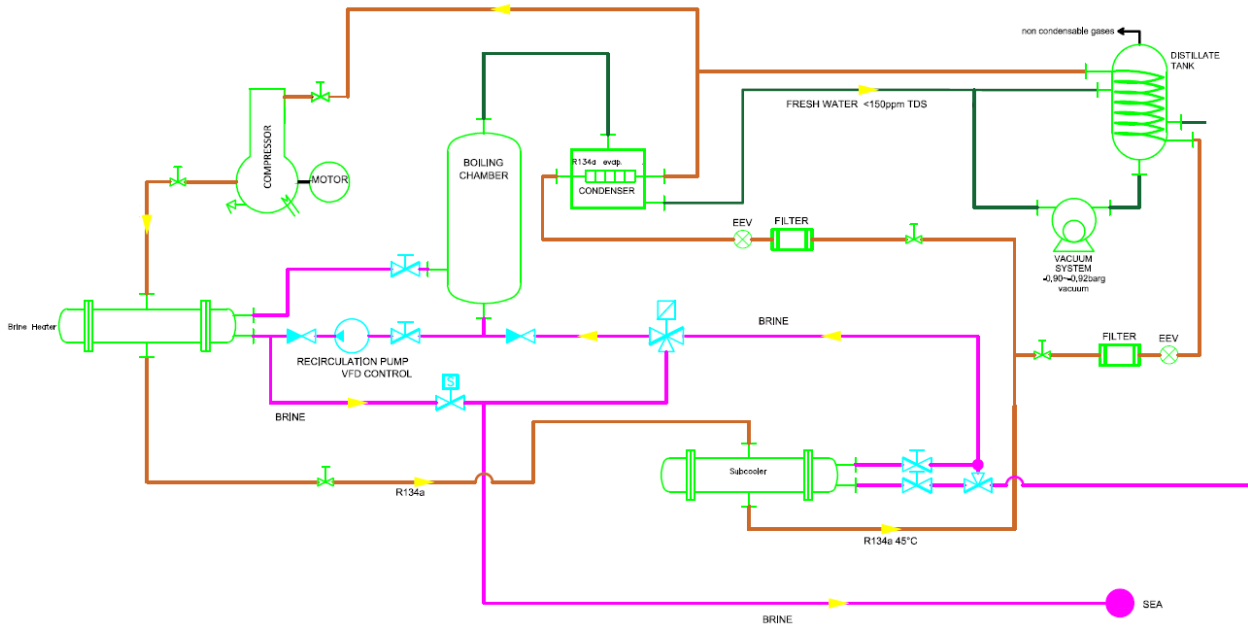 non condensable gases
DISTILLATE
TANK
FRESH WATER <150ppm TDS
COMPRESSOR
MOTOR
BOILING
CHAMBER
R134a evap.
CONDENSER
EEV
FILTER
VACUUM
SYSTEM
-0,90~-0,92barg
vacuum
Brine Heater
RECIRCULATION PUMP
VFD CONTROL
BRINE
FILTER
EEV
S
BRINE
Subcooler
R134a
R134a 45°C
BRINE
SEA